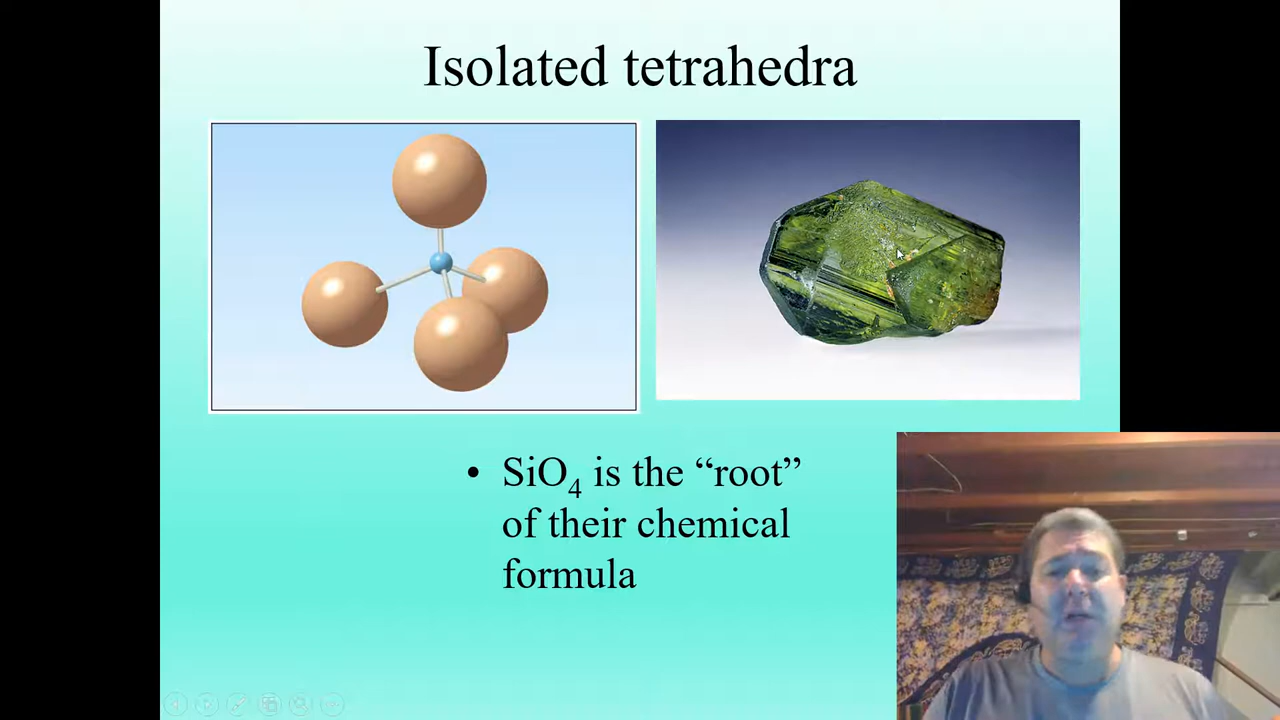 Isolated tetrahedra
• SiO₄ is the “root”
of their chemical
formula